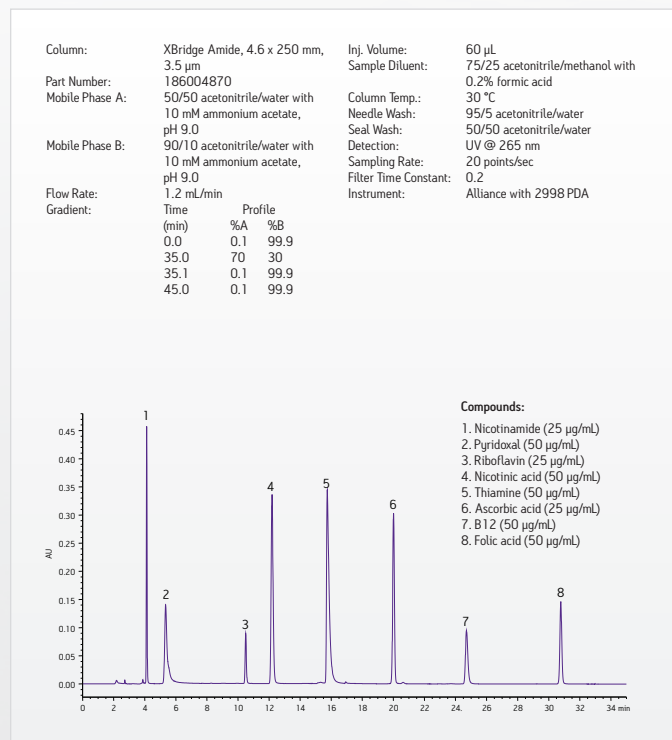 Column: XBridge Amide, 4.6 x 250 mm,
3.5 µm
Part Number: 186004870
Mobile Phase A: 50/50 acetonitrile/water with
10 mM ammonium acetate,
pH 9.0
Mobile Phase B: 90/10 acetonitrile/water with
10 mM ammonium acetate,
pH 9.0
Flow Rate: 1.2 mL/min
Gradient: Time Profile
(min) %A %B
0.0 0.1 99.9
35.0 70 30
35.1 0.1 99.9
45.0 0.1 99.9
Inj. Volume: 60 µL
Sample Diluent: 75/25 acetonitrile/methanol with
0.2% formic acid
Column Temp.: 30 °C
Needle Wash: 95/5 acetonitrile/water
Seal Wash: 50/50 acetonitrile/water
Detection: UV @ 265 nm
Sampling Rate: 20 points/sec
Filter Time Constant: 0.2
Instrument: Alliance with 2998 PDA
Compounds:
1. Nicotinamide (25 µg/mL)
2. Pyridoxal (50 µg/mL)
3. Riboflavin (25 µg/mL)
4. Nicotinic acid (50 µg/mL)
5. Thiamine (50 µg/mL)
6. Ascorbic acid (25 µg/mL)
7. B12 (50 µg/mL)
8. Folic acid (50 µg/mL)
AU
0.45
0.40
0.35
0.30
0.25
0.20
0.15
0.10
0.05
0.00
1
2
3
4
5
6
7
8
0 2 4 6 8 10 12 14 16 18 20 22 24 26 28 30 32 34 min